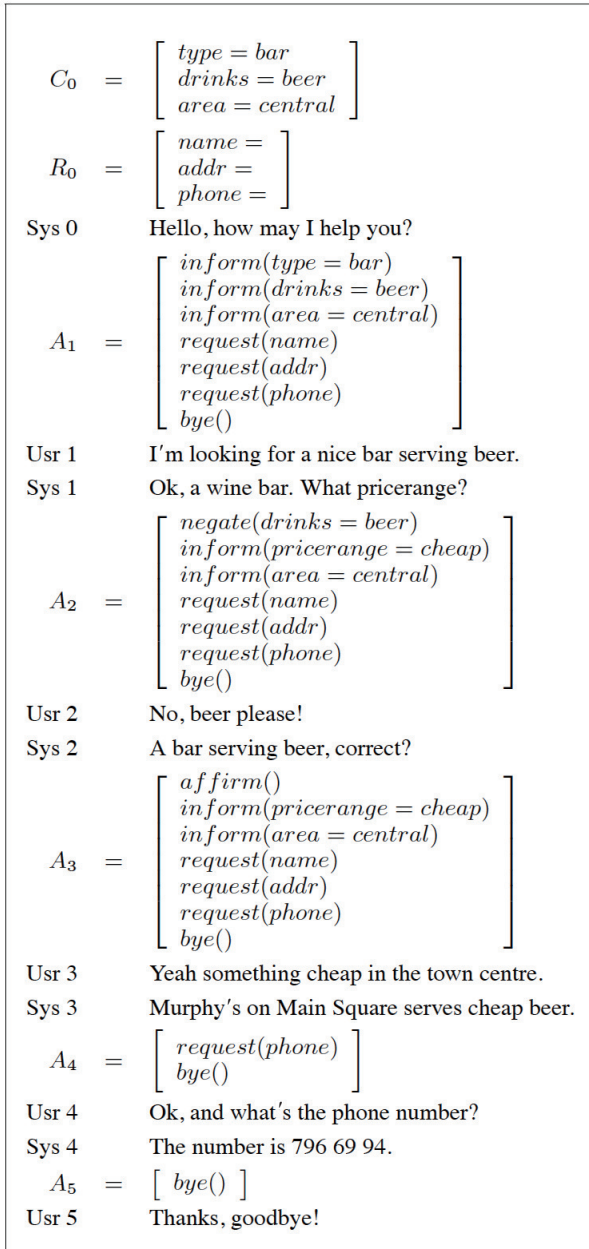 type = bar
C₀ = drinks = beer
area = central
name =
R₀ = addr =
phone =
Sys 0 Hello, how may I help you?
inform(type = bar)
inform(drinks = beer)
inform(area = central)
A₁ = request(name)
request(addr)
request(phone)
bye()
Usr 1 I'm looking for a nice bar serving beer.
Sys 1 Ok, a wine bar. What pricerange?
negate(drinks = beer)
inform(pricerange = cheap)
inform(area = central)
A₂ = request(name)
request(addr)
request(phone)
bye()
Usr 2 No, beer please!
Sys 2 A bar serving beer, correct?
affirm()
inform(pricerange = cheap)
inform(area = central)
A₃ = request(name)
request(addr)
request(phone)
bye()
Usr 3 Yeah something cheap in the town centre.
Sys 3 Murphy's on Main Square serves cheap beer.
A₄ = request(phone)
bye()
Usr 4 Ok, and what's the phone number?
Sys 4 The number is 796 69 94.
A₅ = [ bye() ]
Usr 5 Thanks, goodbye!